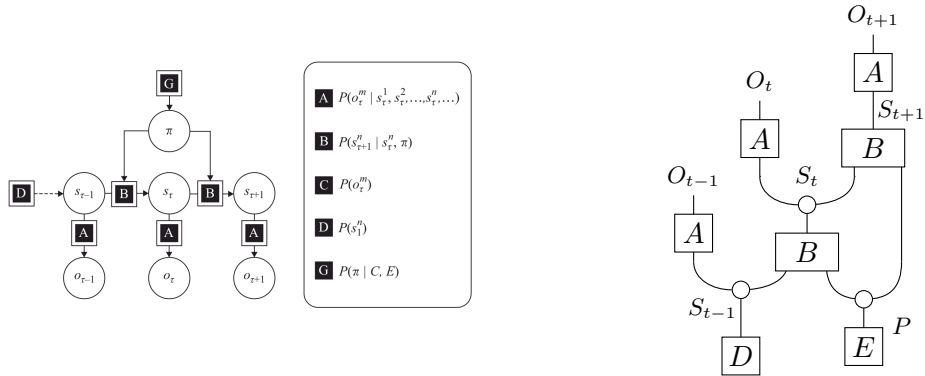 G
π
D
s_{τ−1}
B
s_τ
B
s_{τ+1}
A
A
A
o_{τ−1}
o_τ
o_{τ+1}
A P(o_τ^m | s_τ^1, s_τ^2,…,s_τ^n,…)
B P(s_{τ+1}^n | s_τ^n, π)
C P(o_τ^m)
D P(s_1^n)
G P(π | C, E)
O_{t+1}
A
O_t
S_{t+1}
A
B
O_{t−1}
S_t
A
B
S_{t−1}
P
D
E